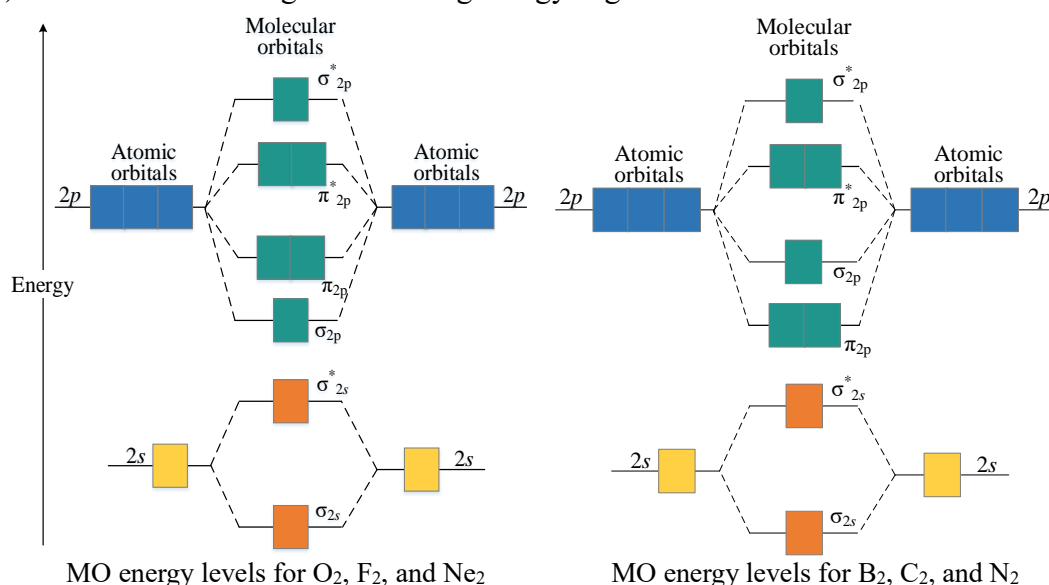 Molecular
orbitals
σ*2p
Atomic
orbitals
2p
π*2p
Atomic
orbitals
2p
Energy
π2p
σ2p
σ*2s
2s
2s
σ2s
MO energy levels for O2, F2, and Ne2
Molecular
orbitals
σ*2p
Atomic
orbitals
2p
π*2p
Atomic
orbitals
2p
σ2p
π2p
σ*2s
2s
2s
σ2s
MO energy levels for B2, C2, and N2